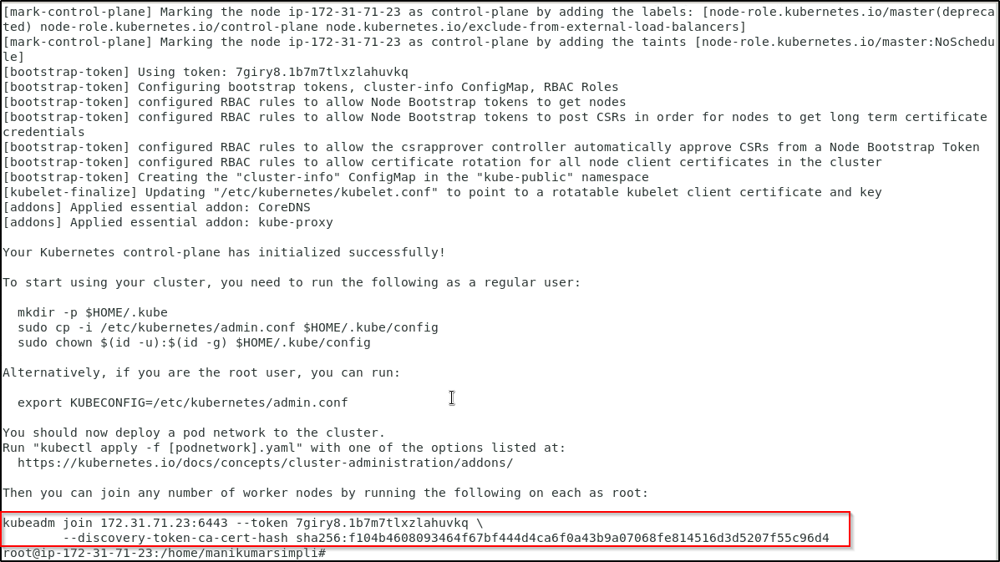 [mark-control-plane] Marking the node ip-172-31-71-23 as control-plane by adding the labels: [node-role.kubernetes.io/master(depreca
ted) node-role.kubernetes.io/control-plane node.kubernetes.io/exclude-from-external-load-balancers]
[mark-control-plane] Marking the node ip-172-31-71-23 as control-plane by adding the taints [node-role.kubernetes.io/master:NoSchedu
le]
[bootstrap-token] Using token: 7giry8.1b7m7tlxzlahuvkq
[bootstrap-token] Configuring bootstrap tokens, cluster-info ConfigMap, RBAC Roles
[bootstrap-token] configured RBAC rules to allow Node Bootstrap tokens to get nodes
[bootstrap-token] configured RBAC rules to allow Node Bootstrap tokens to post CSRs in order for nodes to get long term certificate
credentials
[bootstrap-token] configured RBAC rules to allow the csrapprover controller automatically approve CSRs from a Node Bootstrap Token
[bootstrap-token] configured RBAC rules to allow certificate rotation for all node client certificates in the cluster
[bootstrap-token] Creating the "cluster-info" ConfigMap in the "kube-public" namespace
[kubelet-finalize] Updating "/etc/kubernetes/kubelet.conf" to point to a rotatable kubelet client certificate and key
[addons] Applied essential addon: CoreDNS
[addons] Applied essential addon: kube-proxy

Your Kubernetes control-plane has initialized successfully!

To start using your cluster, you need to run the following as a regular user:

  mkdir -p $HOME/.kube
  sudo cp -i /etc/kubernetes/admin.conf $HOME/.kube/config
  sudo chown $(id -u):$(id -g) $HOME/.kube/config

Alternatively, if you are the root user, you can run:

  export KUBECONFIG=/etc/kubernetes/admin.conf

You should now deploy a pod network to the cluster.
Run "kubectl apply -f [podnetwork].yaml" with one of the options listed at:
  https://kubernetes.io/docs/concepts/cluster-administration/addons/

Then you can join any number of worker nodes by running the following on each as root:

kubeadm join 172.31.71.23:6443 --token 7giry8.1b7m7tlxzlahuvkq \
        --discovery-token-ca-cert-hash sha256:f104b4608093464f67bf444d4ca6f0a43b9a07068fe814516d3d5207f55c96d4
root@ip-172-31-71-23:/home/manikumarsimpli#